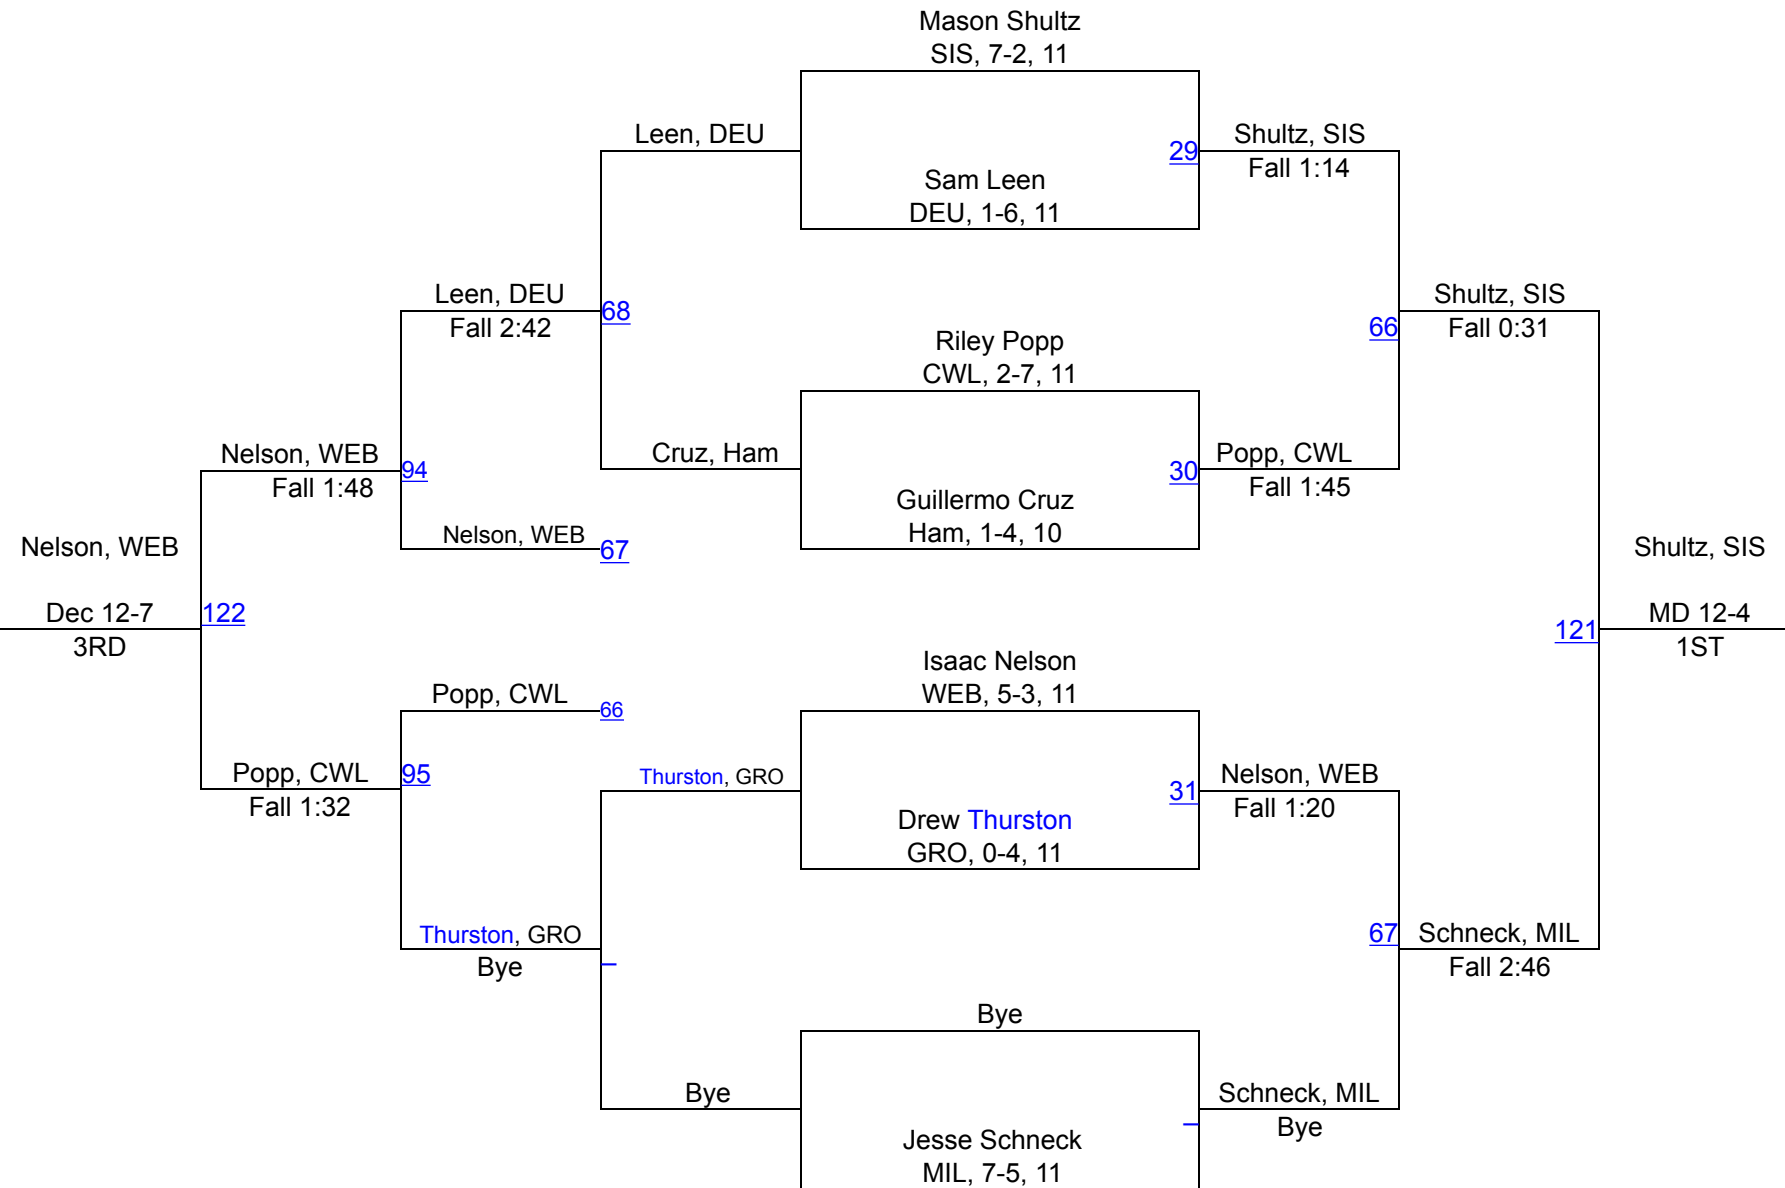 Mason Shultz
SIS, 7-2, 11
Leen, DEU
29
Shultz, SIS
Fall 1:14
Sam Leen
DEU, 1-6, 11
Leen, DEU
Fall 2:42
68
Shultz, SIS
Fall 0:31
66
Riley Popp
CWL, 2-7, 11
Nelson, WEB
Fall 1:48
94
Cruz, Ham
30
Popp, CWL
Fall 1:45
Guillermo Cruz
Ham, 1-4, 10
Nelson, WEB
67
Nelson, WEB
Dec 12-7
3RD
122
Shultz, SIS
MD 12-4
1ST
121
Isaac Nelson
WEB, 5-3, 11
Popp, CWL
66
Popp, CWL
Fall 1:32
95
Thurston, GRO
31
Nelson, WEB
Fall 1:20
Drew Thurston
GRO, 0-4, 11
Thurston, GRO
Bye
67
Schneck, MIL
Fall 2:46
Bye
Bye
Schneck, MIL
Bye
Jesse Schneck
MIL, 7-5, 11